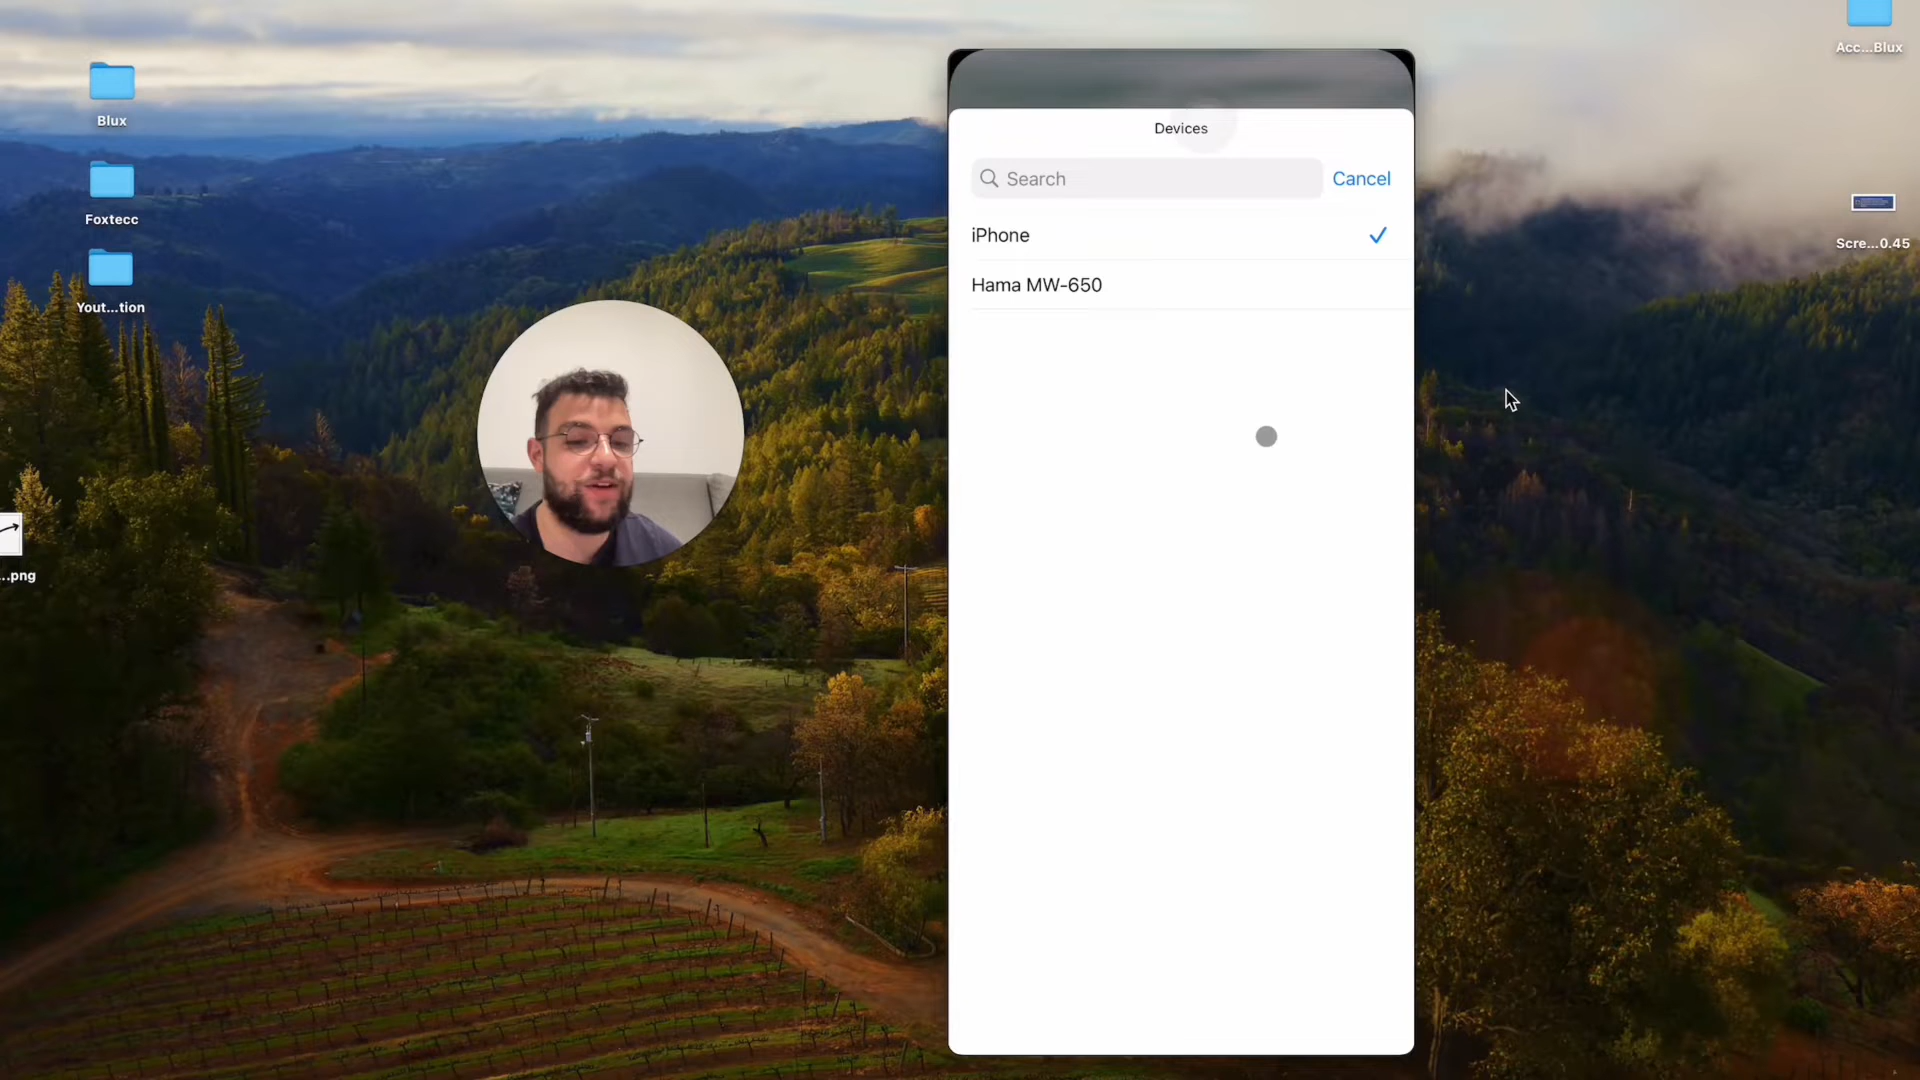 Blux
Foxtecc
Yout...tion
...png
Devices
Search
Cancel
iPhone
Hama MW-650
Acc...Blux
Scre...0.45